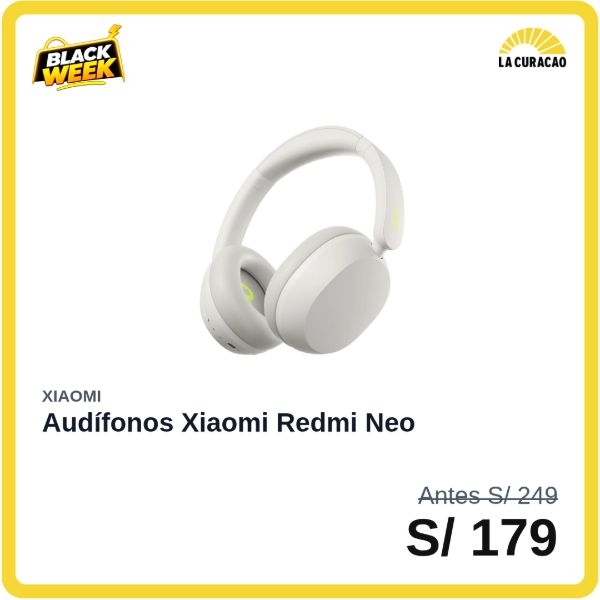 BLACK
WEEK
LA CURACAO
XIAOMI
Audífonos Xiaomi Redmi Neo
Antes S/ 249
S/ 179